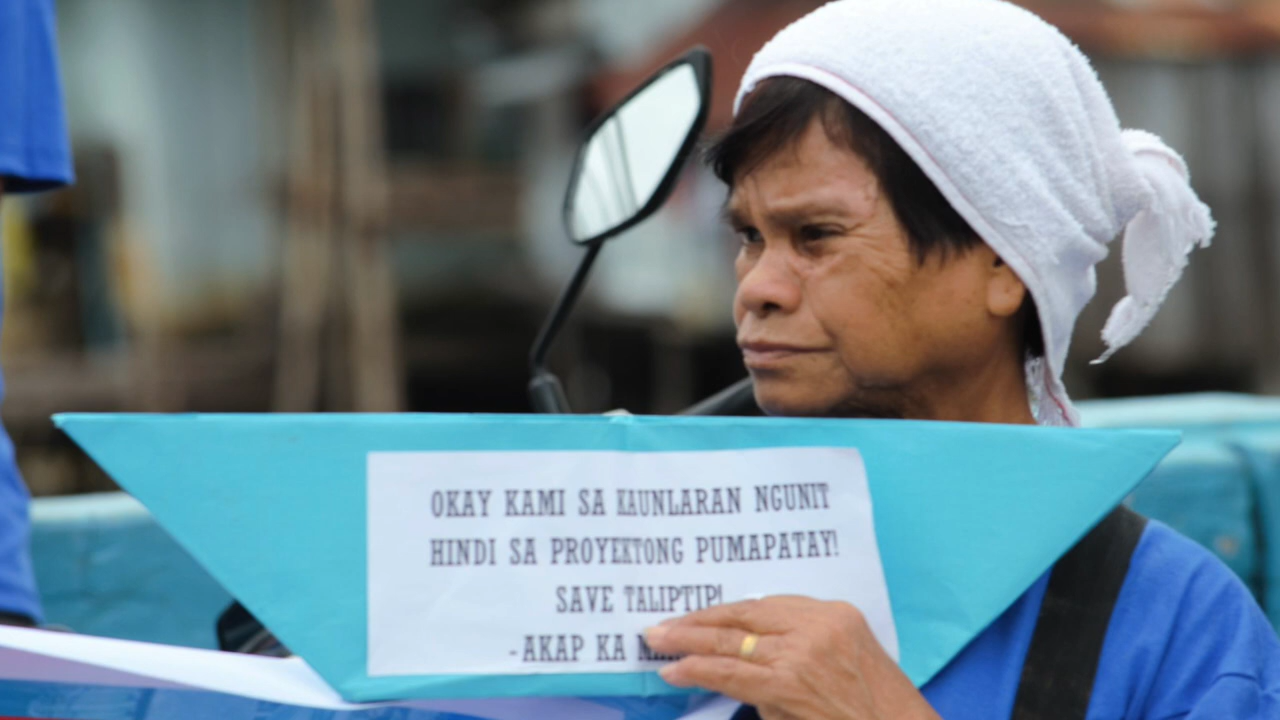 OKAY KAMI SA KAUNLARAN NGUNIT
HINDI SA PROYEKTONG PUMAPATAY!
SAVE TALIPTIP!
-AKAP KA